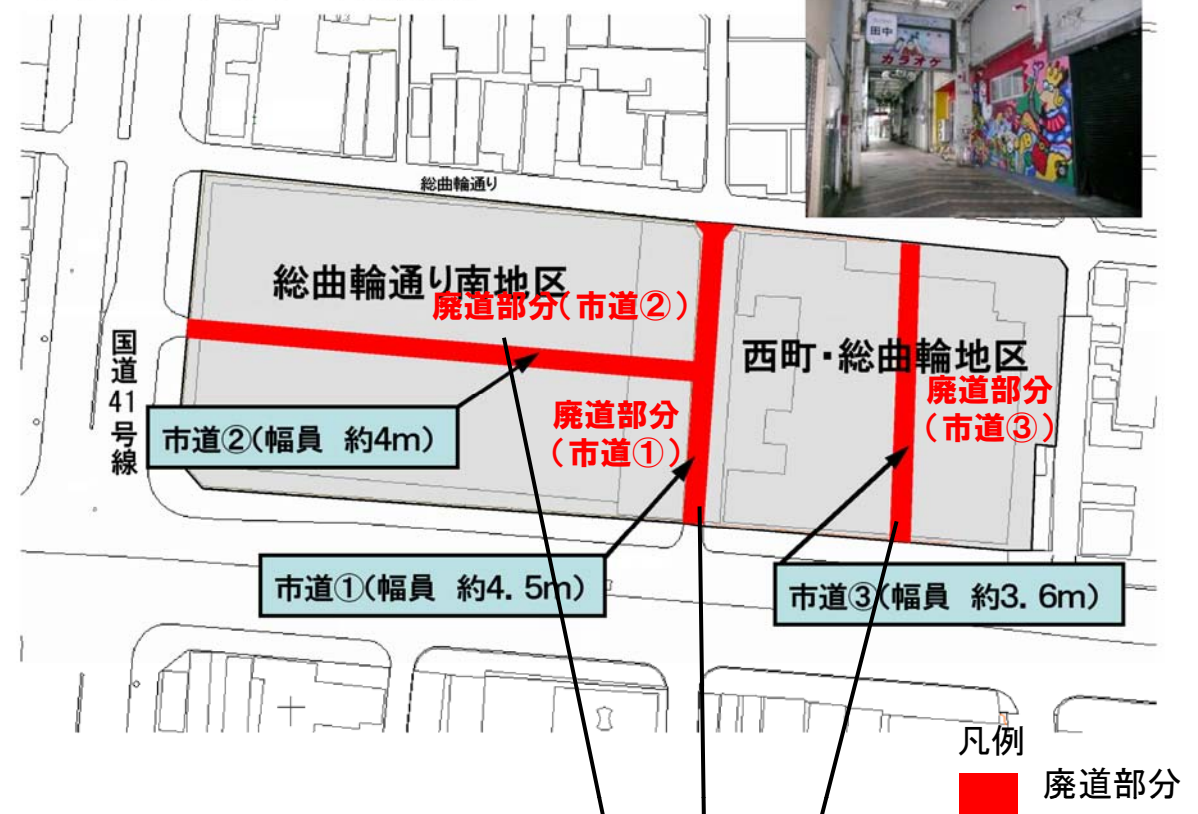 田中
カラオケ
総曲輪通り
総曲輪通り南地区
廃道部分(市道②)
西町・総曲輪地区
国道41号線
廃道部分
(市道①)
廃道部分
(市道③)
市道②(幅員 約4m)
市道①(幅員 約4.5m)
市道③(幅員 約3.6m)
凡例
廃道部分